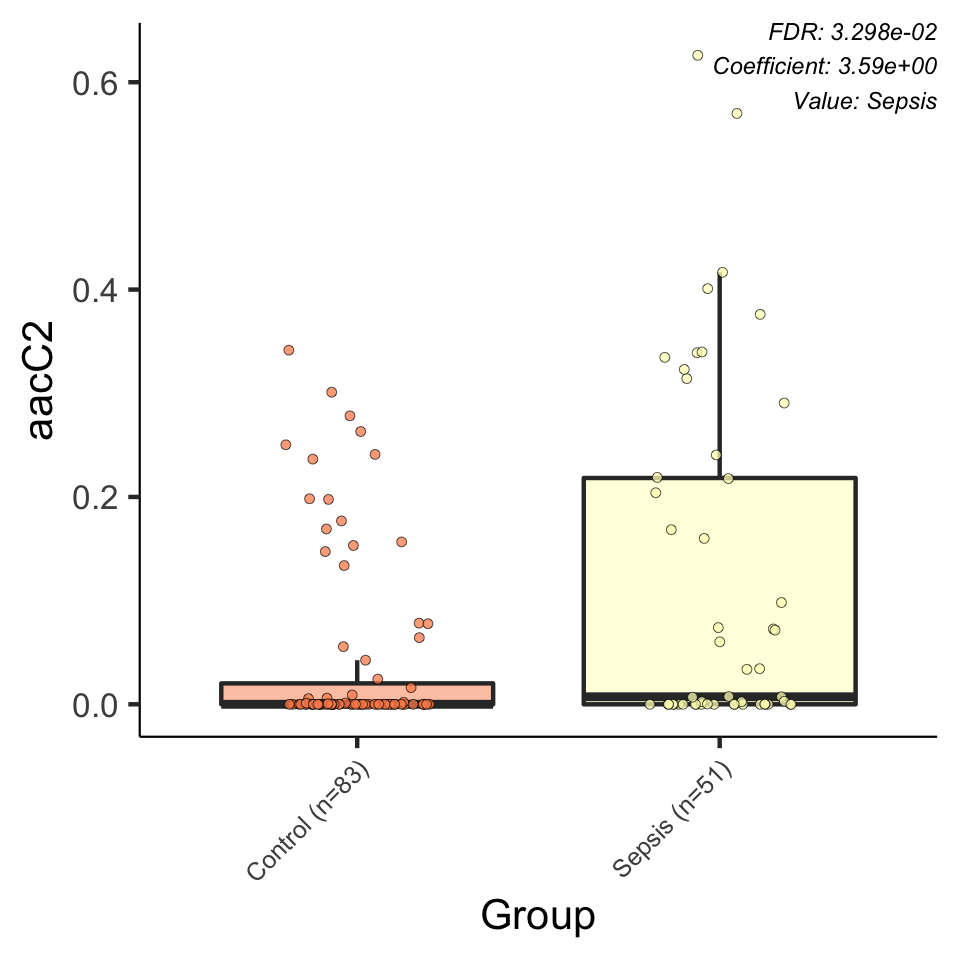 FDR: 3.298e-02
Coefficient: 3.59e+00
Value: Sepsis
0.6
0.4
0.2
0.0
aacC2
Control (n=83)
Sepsis (n=51)
Group